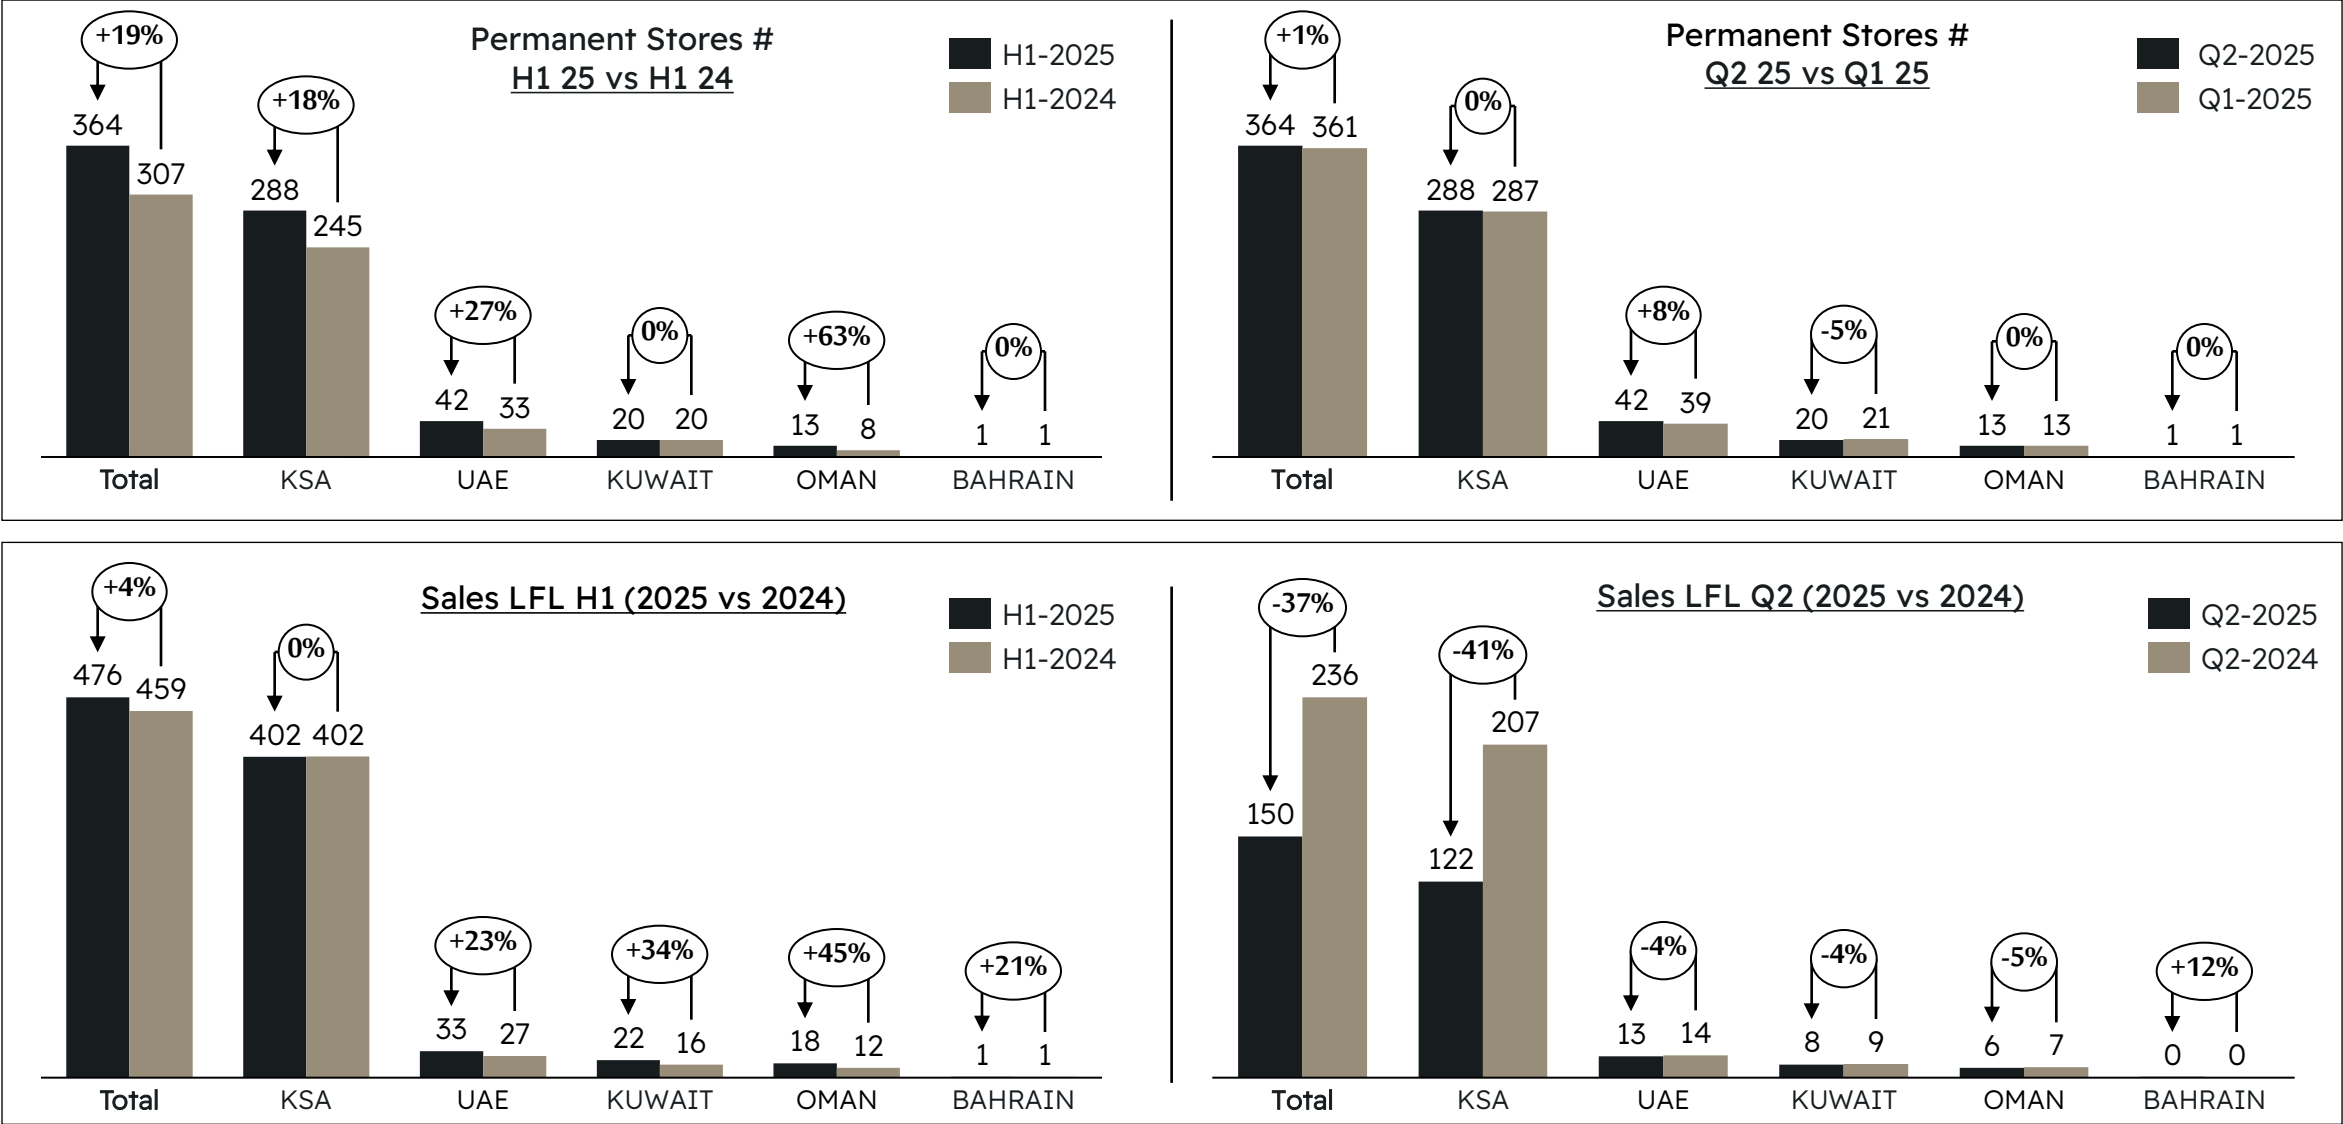 Permanent Stores #
H1 25 vs H1 24
H1-2025
H1-2024
+19% +18% +27% 0% +63% 0%
364 307 288 245 42 33 20 20 13 8 1 1
Total KSA UAE KUWAIT OMAN BAHRAIN
Permanent Stores #
Q2 25 vs Q1 25
Q2-2025
Q1-2025
+1% 0% +8% -5% 0% 0%
364 361 288 287 42 39 20 21 13 13 1 1
Total KSA UAE KUWAIT OMAN BAHRAIN
Sales LFL H1 (2025 vs 2024)
H1-2025
H1-2024
+4% 0% +23% +34% +45% +21%
476 459 402 402 33 27 22 16 18 12 1 1
Total KSA UAE KUWAIT OMAN BAHRAIN
Sales LFL Q2 (2025 vs 2024)
Q2-2025
Q2-2024
-37% -41% -4% -4% -5% +12%
150 236 122 207 13 14 8 9 6 7 0 0
Total KSA UAE KUWAIT OMAN BAHRAIN